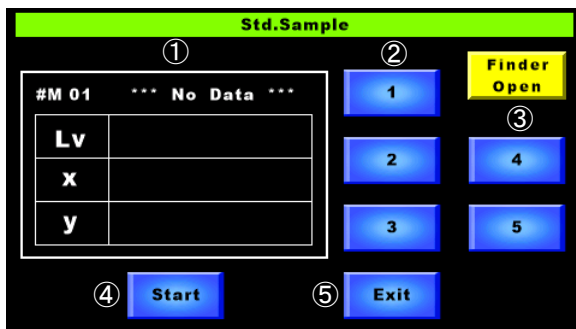 Std.Sample
① ②
Finder
Open
#M 01 *** No Data ***
1
③
Lv
2 4
x
y
3 5
④ Start ⑤ Exit